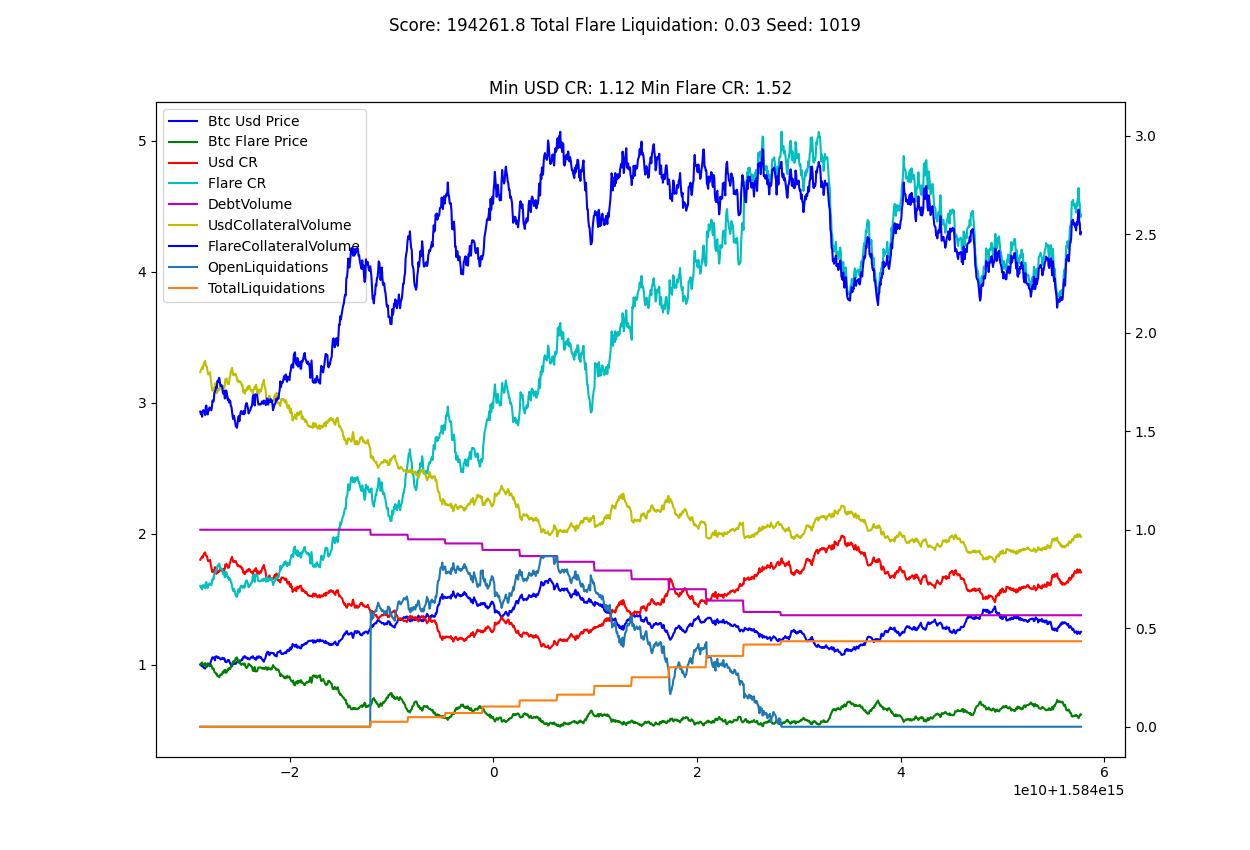 Score: 194261.8 Total Flare Liquidation: 0.03 Seed: 1019
Min USD CR: 1.12 Min Flare CR: 1.52
Btc Usd Price
Btc Flare Price
Usd CR
Flare CR
DebtVolume
UsdCollateralVolume
FlareCollateralVolume
OpenLiquidations
TotalLiquidations
5
4
3
2
1
3.0
2.5
2.0
1.5
1.0
0.5
0.0
−2 0 2 4 6
1e10+1.584e15